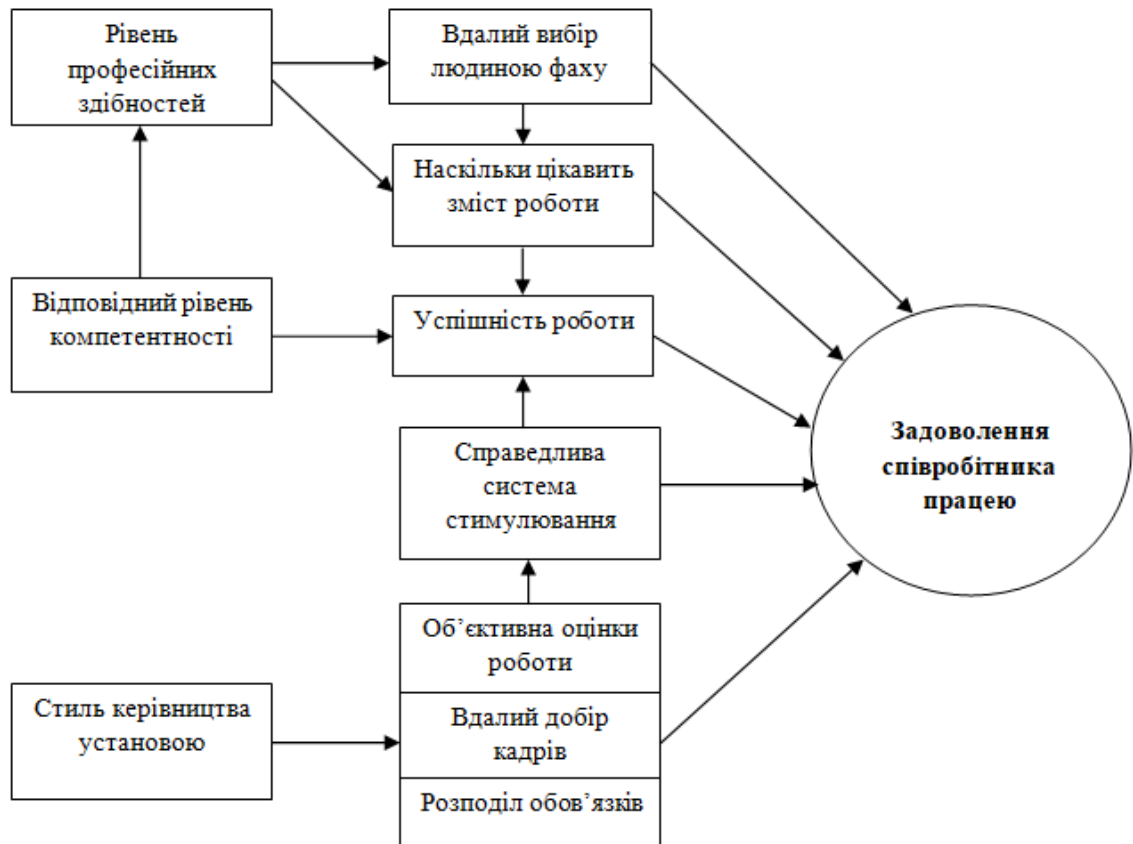 Рівень
професійних
здібностей
Вдалий вибір
людиною фаху
Наскільки цікавить
зміст роботи
Відповідний рівень
компетентності
Успішність роботи
Задоволення
співробітника
працею
Справедлива
система
стимулювання
Об’єктивна оцінки
роботи
Стиль керівництва
установою
Вдалий добір
кадрів
Розподіл обов’язків